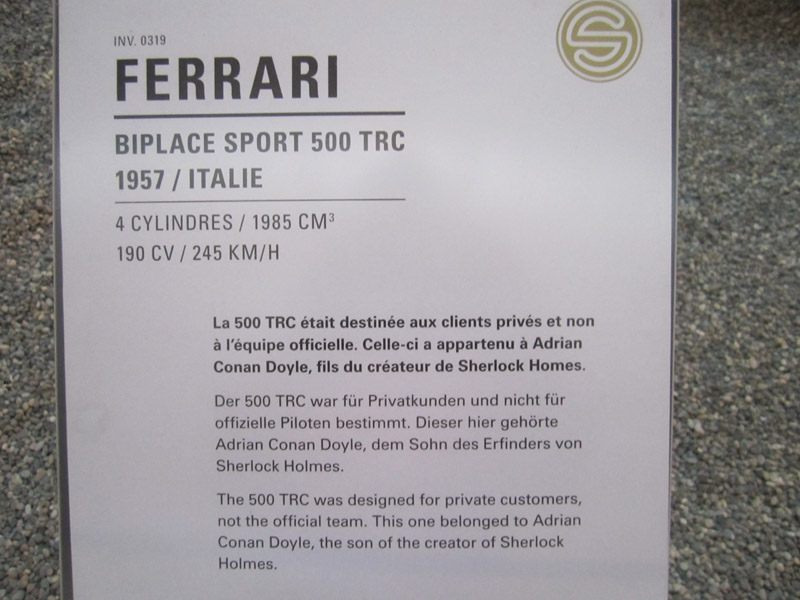 INV. 0319
FERRARI
BIPLACE SPORT 500 TRC
1957 / ITALIE
4 CYLINDRES / 1985 CM³
190 CV / 245 KM/H
La 500 TRC était destinée aux clients privés et non
à l'équipe officielle. Celle-ci a appartenu à Adrian
Conan Doyle, fils du créateur de Sherlock Homes.
Der 500 TRC war für Privatkunden und nicht für
offizielle Piloten bestimmt. Dieser hier gehörte
Adrian Conan Doyle, dem Sohn des Erfinders von
Sherlock Holmes.
The 500 TRC was designed for private customers,
not the official team. This one belonged to Adrian
Conan Doyle, the son of the creator of Sherlock
Holmes.